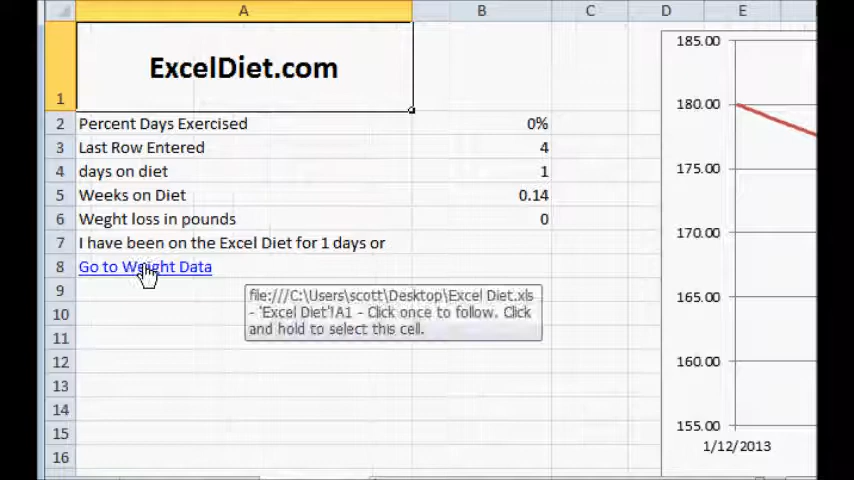 A B C D E
1 ExcelDiet.com
2 Percent Days Exercised 0%
3 Last Row Entered 4
4 days on diet 1
5 Weeks on Diet 0.14
6 Weght loss in pounds 0
7 I have been on the Excel Diet for 1 days or
8 Go to Weight Data
9
10
11
12
13
14
15
16
file:///C:\Users\scott\Desktop\Excel Diet.xls
- 'Excel Diet'!A1 - Click once to follow. Click
and hold to select this cell.
185.00
180.00
175.00
170.00
165.00
160.00
155.00
1/12/2013